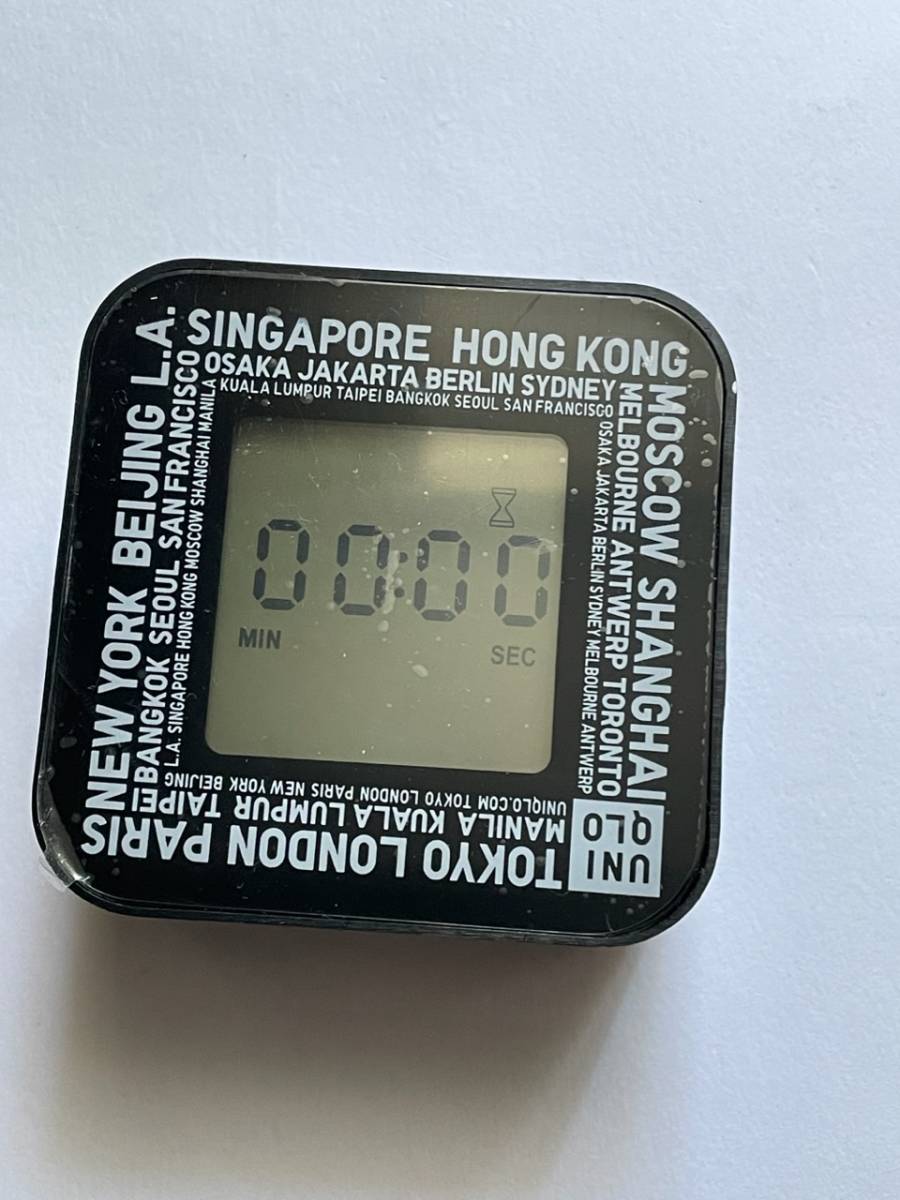 SINGAPORE HONG KONG
OSAKA JAKARTA BERLIN SYDNEY
KUALA LUMPUR TAIPEI BANGKOK SEOUL SAN FRANCISCO
MOSCOW SHANGHAI
MELBOURNE ANTWERP TORONTO
OSAKA JAKARTA BERLIN SYDNEY MELBOURNE ANTWERP
UNI
QLO
TOKYO LONDON PARIS
MANILA KUALA LUMPUR TAIPEI
UNIQLO.COM TOKYO LONDON PARIS NEW YORK BEIJING
NEW YORK BEIJING L.A.
BANGKOK SEOUL SAN FRANCISCO
L.A. SINGAPORE HONG KONG MOSCOW SHANGHAI MANILA
00:00
MIN SEC